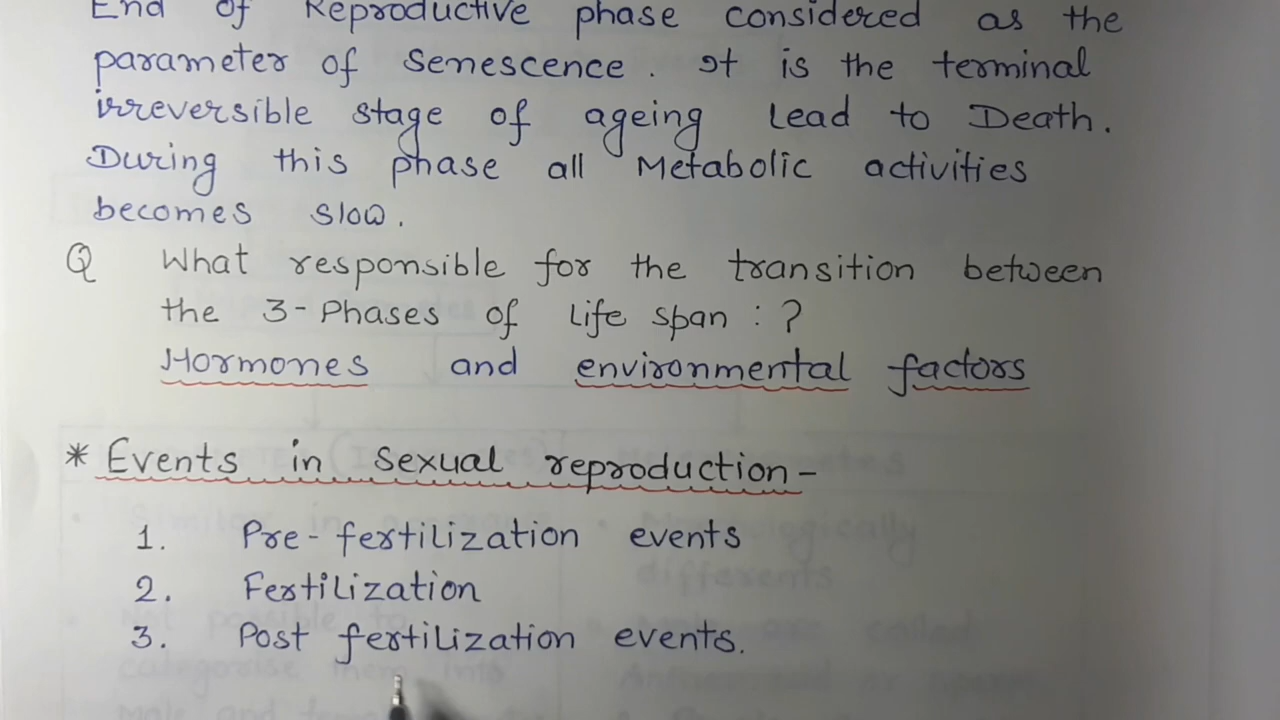 End of Reproductive phase considered as the
parameter of senescence. It is the terminal
irreversible stage of ageing lead to Death.
During this phase all Metabolic activities
becomes slow.
Q What responsible for the transition between
the 3-Phases of Life span : ?
Hormones and environmental factors
* Events in sexual reproduction-
1. Pre-fertilization events
2. Fertilization
3. Post fertilization events.